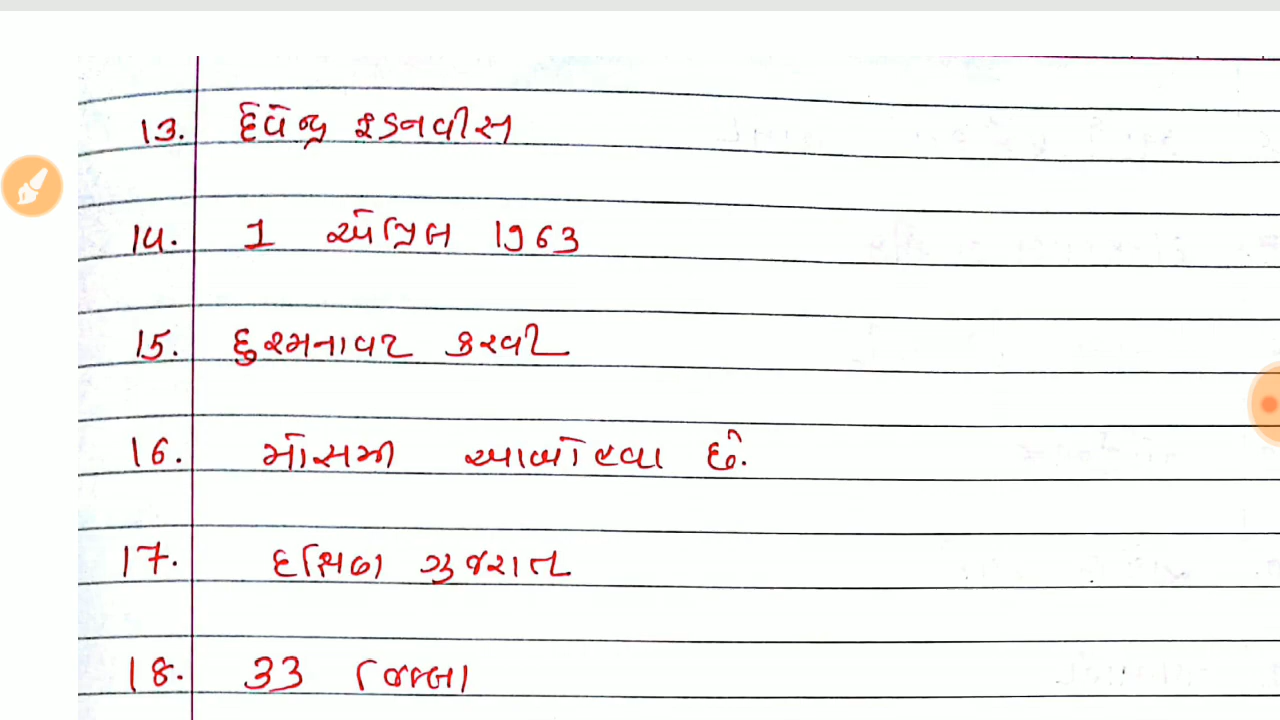 13. દેવેન્દ્ર ફડનવીસ
14. 1 એપ્રિલ 1963
15. દુશ્મનાવટ કરવી
16. મોસમી આબોહવા છે.
17. દક્ષિણ ગુજરાત
18. 33 જિલ્લા